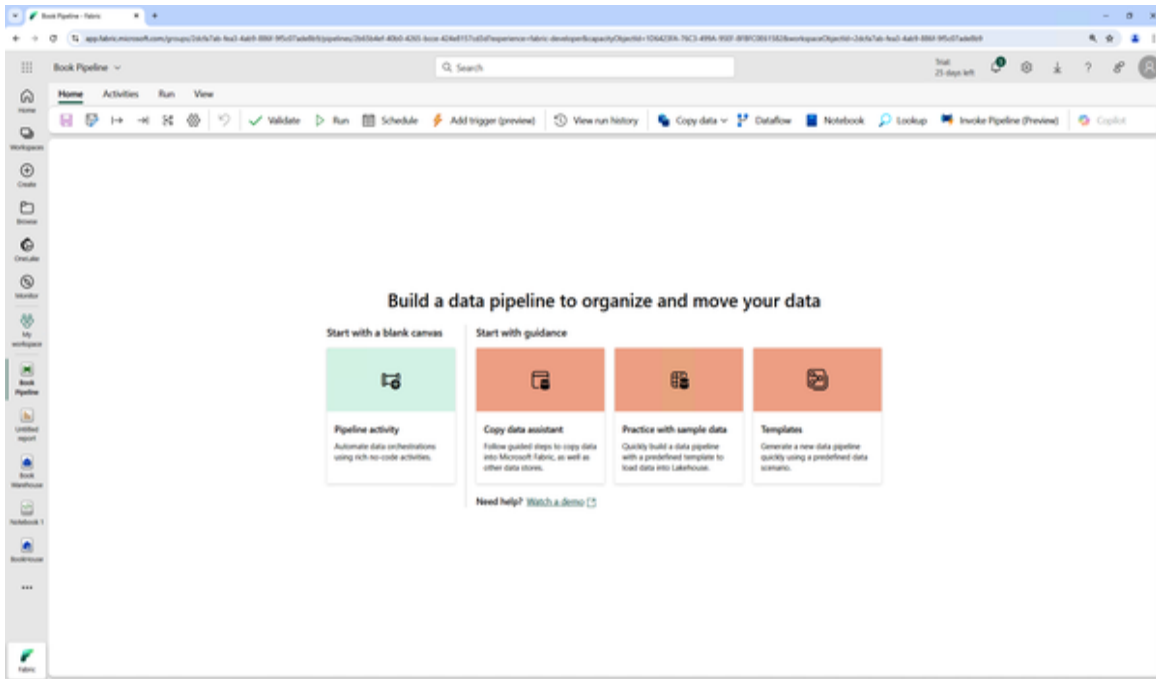 Book Pipeline - Fabric
Book Pipeline
Search
Trial:
25 days left
Home Activities Run View
Validate Run Schedule Add trigger (preview) View run history Copy data Dataflow Notebook Lookup Invoke Pipeline (Preview) Copilot
Home
Workspaces
Create
Browse
OneLake
Monitor
My
workspace
Book
Pipeline
Untitled
report
Book
Warehouse
Notebook 1
BookHouse
Fabric
Build a data pipeline to organize and move your data
Start with a blank canvas
Start with guidance
Pipeline activity
Automate data orchestrations
using rich no-code activities.
Copy data assistant
Follow guided steps to copy data
into Microsoft Fabric, as well as
other data stores.
Practice with sample data
Quickly build a data pipeline
with a predefined template to
load data into Lakehouse.
Templates
Generate a new data pipeline
quickly using a predefined data
scenario.
Need help? Watch a demo